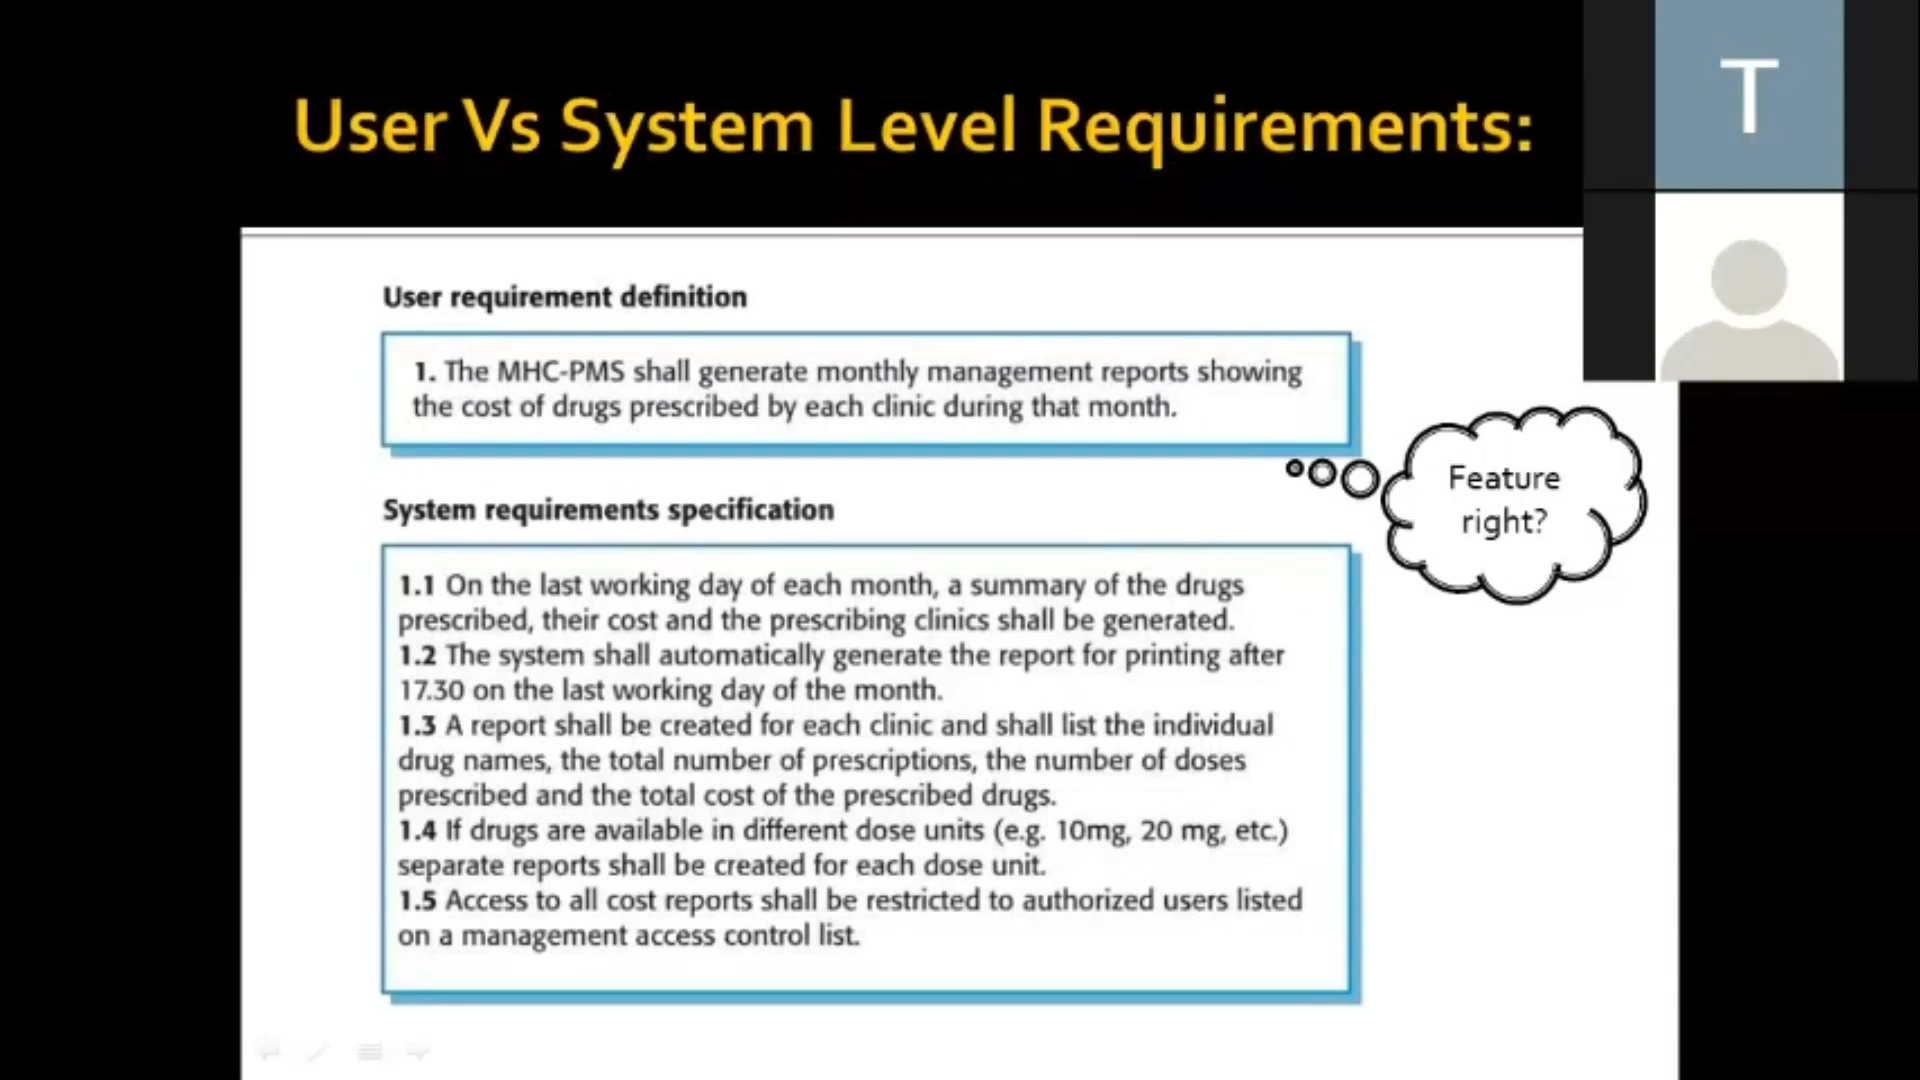 User Vs System Level Requirements:
T
User requirement definition
1. The MHC-PMS shall generate monthly management reports showing
the cost of drugs prescribed by each clinic during that month.
Feature
right?
System requirements specification
1.1 On the last working day of each month, a summary of the drugs
prescribed, their cost and the prescribing clinics shall be generated.
1.2 The system shall automatically generate the report for printing after
17.30 on the last working day of the month.
1.3 A report shall be created for each clinic and shall list the individual
drug names, the total number of prescriptions, the number of doses
prescribed and the total cost of the prescribed drugs.
1.4 If drugs are available in different dose units (e.g. 10mg, 20 mg, etc.)
separate reports shall be created for each dose unit.
1.5 Access to all cost reports shall be restricted to authorized users listed
on a management access control list.